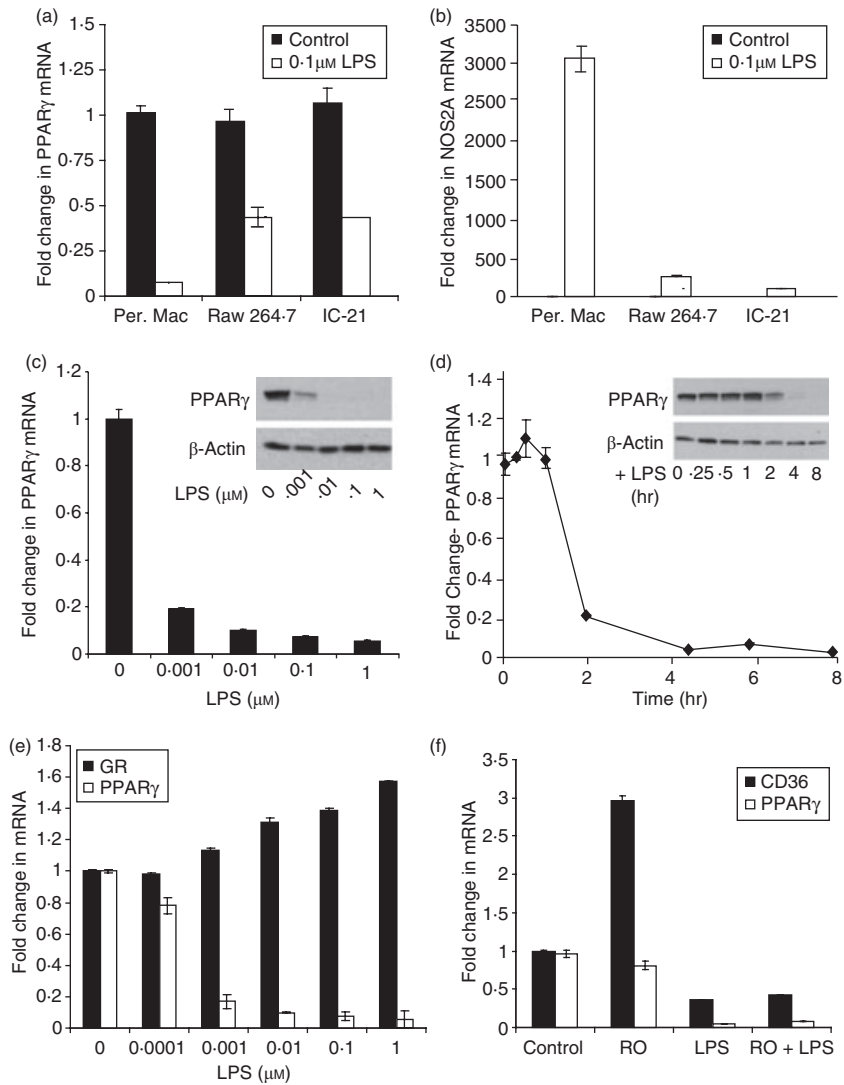 (a)
Fold change in PPARγ mRNA
1·5
1·25
1
0·75
0·5
0·25
0
Control
0·1μM LPS
Per. Mac Raw 264·7 IC-21
(b)
Fold change in NOS2A mRNA
3500
3000
3500
2000
1500
1000
500
0
Control
0·1μM LPS
Per. Mac Raw 264·7 IC-21
(c)
Fold change in PPARγ mRNA
1·2
1
0·8
0·6
0·4
0·2
0
PPARγ
β-Actin
LPS (μM) 0 ·001 ·01 ·1 1
0 0·001 0·01 0·1 1
LPS (μM)
(d)
Fold Change- PPARγ mRNA
1·4
1·2
1
0·8
0·6
0·4
0·2
0
PPARγ
β-Actin
+ LPS 0 ·25 ·5 1 2 4 8
(hr)
0 2 4 6 8
Time (hr)
(e)
Fold change in mRNA
1·8
1·6
1·4
1·2
1
0·8
0·6
0·4
0·2
0
GR
PPARγ
0 0·0001 0·001 0·01 0·1 1
LPS (μM)
(f)
Fold change in mRNA
3·5
3
2·5
2
1·5
1
0·5
0
CD36
PPARγ
Control RO LPS RO + LPS